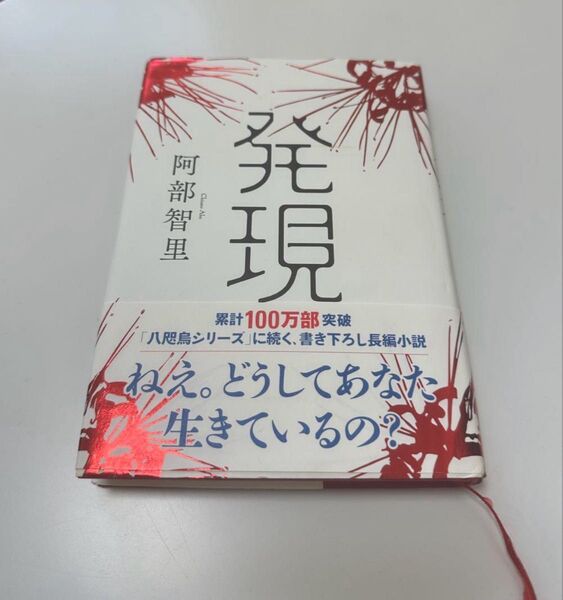 発現
阿部智里
Chisato Abe
累計100万部突破
「八咫烏シリーズ」に続く、書き下ろし長編小説
ねえ。どうしてあなた
生きているの?